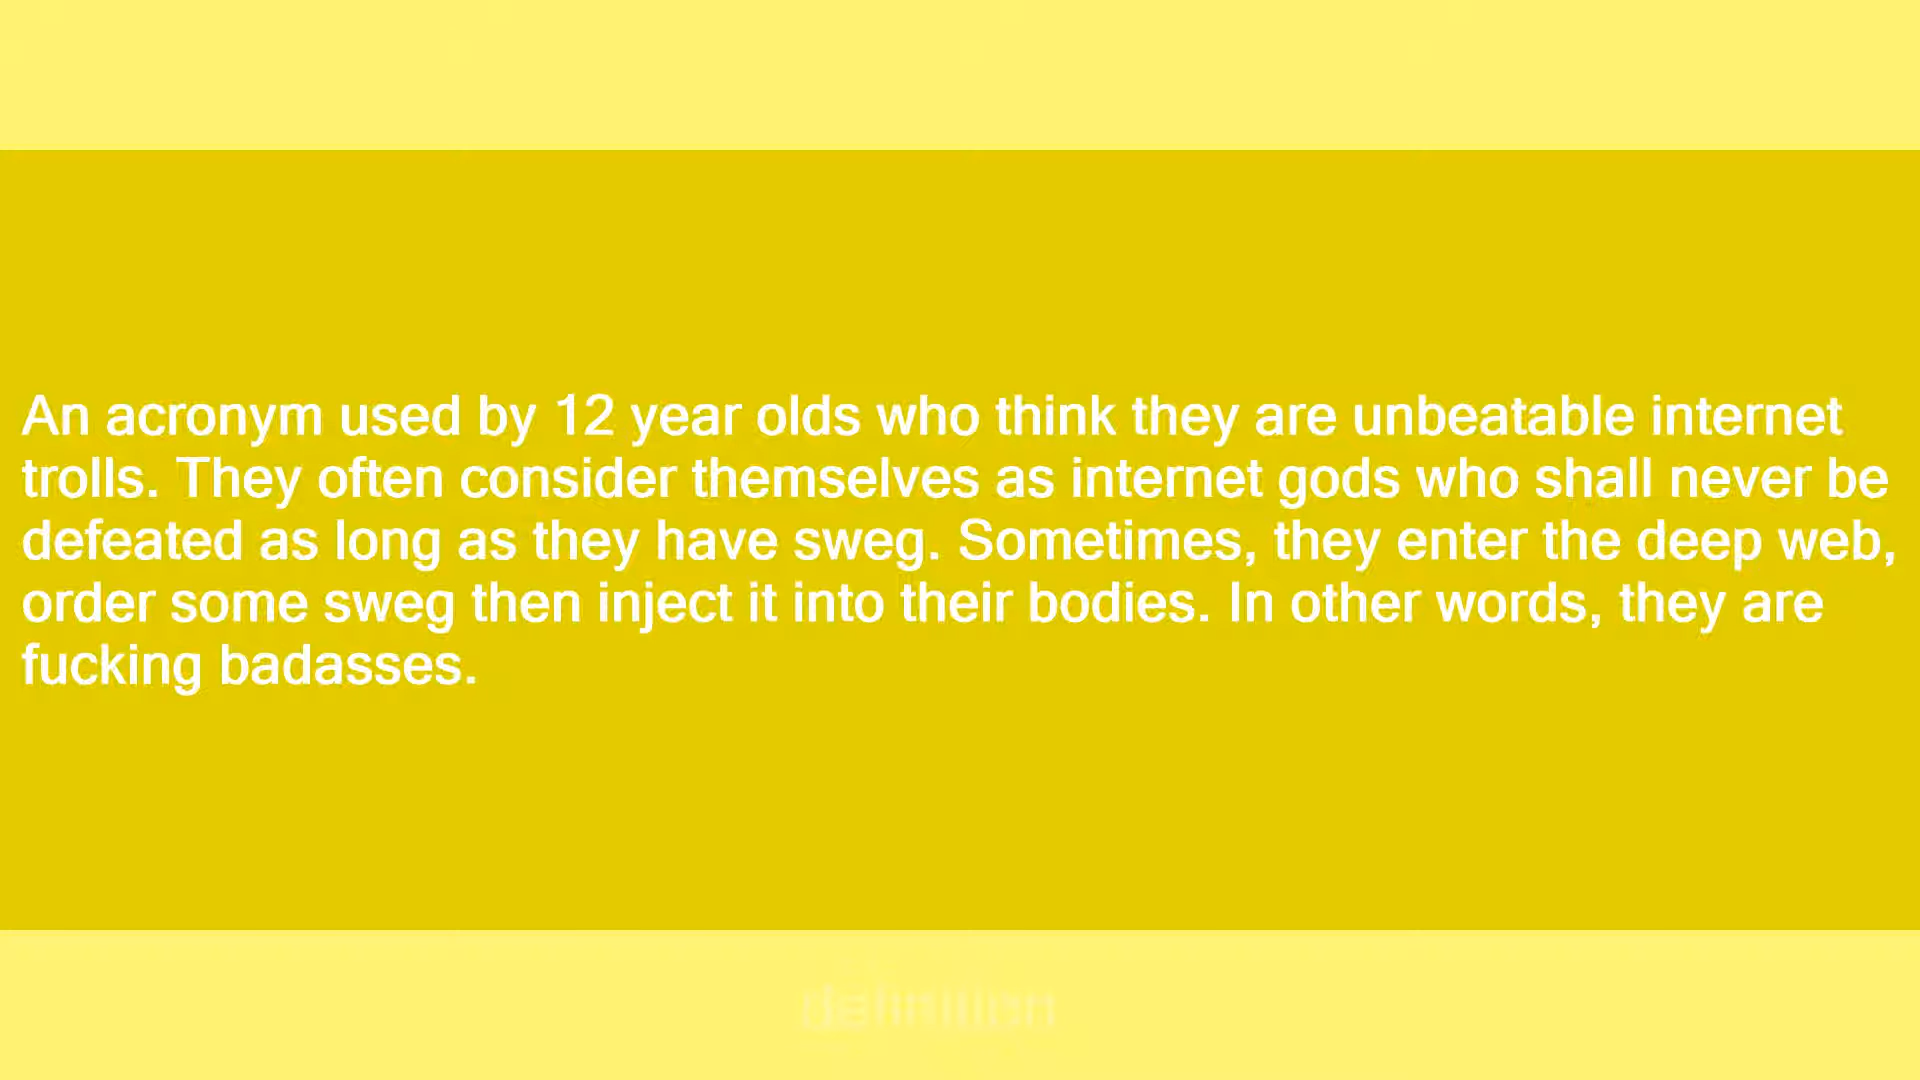 An acronym used by 12 year olds who think they are unbeatable internet
trolls. They often consider themselves as internet gods who shall never be
defeated as long as they have sweg. Sometimes, they enter the deep web,
order some sweg then inject it into their bodies. In other words, they are
fucking badasses.
definition